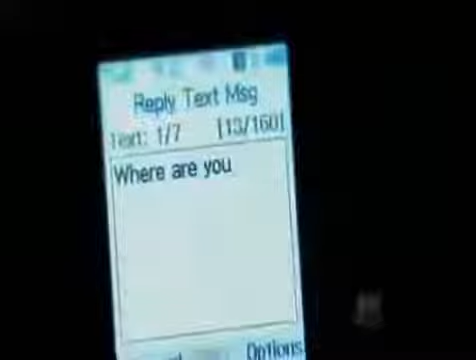 Reply Text Msg
Text: 1/7 [13/160]
Where are you
Options